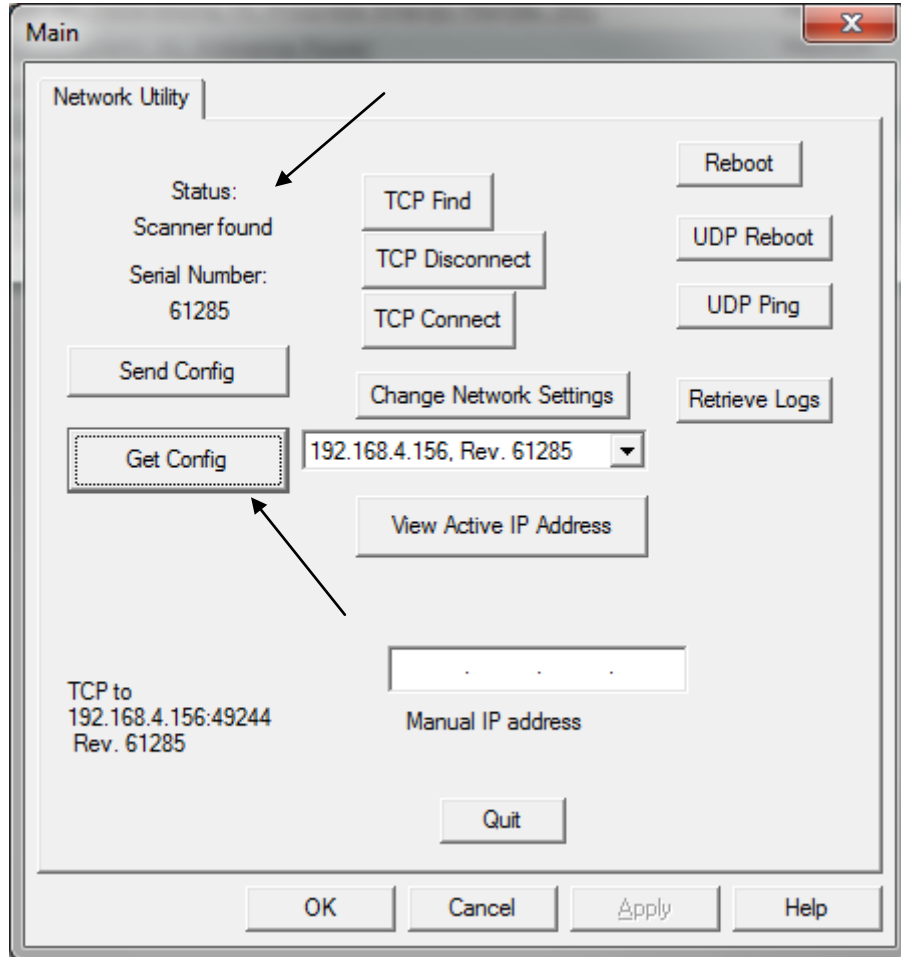 Main
Network Utility
Status:
Scanner found
Serial Number:
61285
Send Config
Get Config
TCP Find
TCP Disconnect
TCP Connect
Change Network Settings
192.168.4.156, Rev. 61285
View Active IP Address
Reboot
UDP Reboot
UDP Ping
Retrieve Logs
. . .
Manual IP address
TCP to
192.168.4.156:49244
Rev. 61285
Quit
OK
Cancel
Apply
Help